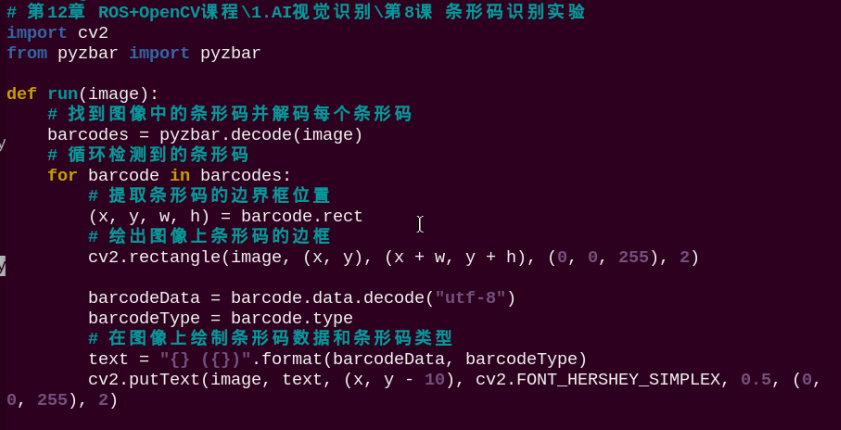 # 第12章 ROS+OpenCV课程\1.AI视觉识别\第8课 条形码识别实验
import cv2
from pyzbar import pyzbar
def run(image):
    # 找到图像中的条形码并解码每个条形码
    barcodes = pyzbar.decode(image)
    # 循环检测到的条形码
    for barcode in barcodes:
        # 提取条形码的边界框位置
        (x, y, w, h) = barcode.rect
        # 绘出图像上条形码的边框
        cv2.rectangle(image, (x, y), (x + w, y + h), (0, 0, 255), 2)
        barcodeData = barcode.data.decode("utf-8")
        barcodeType = barcode.type
        # 在图像上绘制条形码数据和条形码类型
        text = "{} ({})".format(barcodeData, barcodeType)
        cv2.putText(image, text, (x, y - 10), cv2.FONT_HERSHEY_SIMPLEX, 0.5, (0,
0, 255), 2)